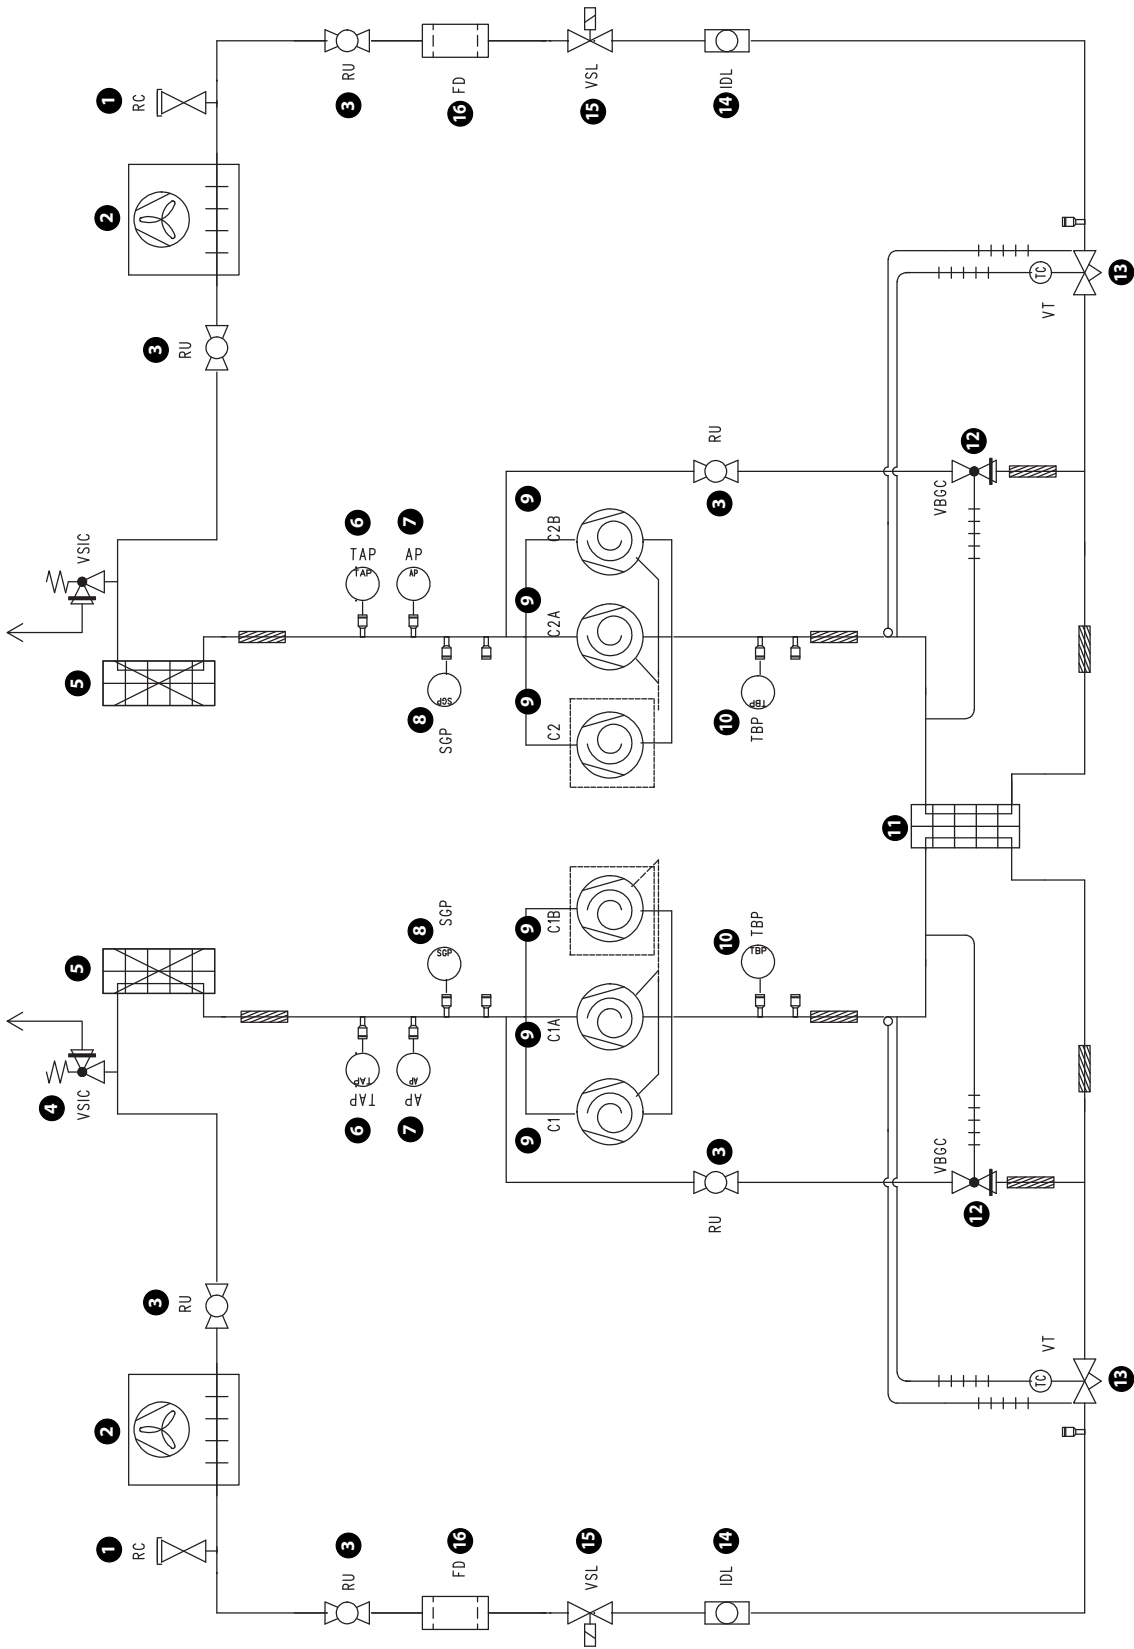 4
VSIC
VSIC
5
5
1
RC
2
2
1
RC
3
RU
3
RU
3
RU
6
TAP
TAP
6
TAP
TAP
3
RU
7
AP
AP
7
AP
AP
8
SGP
SGP
8
SGP
SGP
16
FD
16
FD
9
C1
9
C1A
9
C1B
9
C2
9
C2A
9
C2B
15
VSL
15
VSL
14
IDL
3
RU
10
TBP
TBP
10
TBP
TBP
3
RU
14
IDL
11
VBGC
12
VBGC
12
VT
TC
13
VT
TC
13